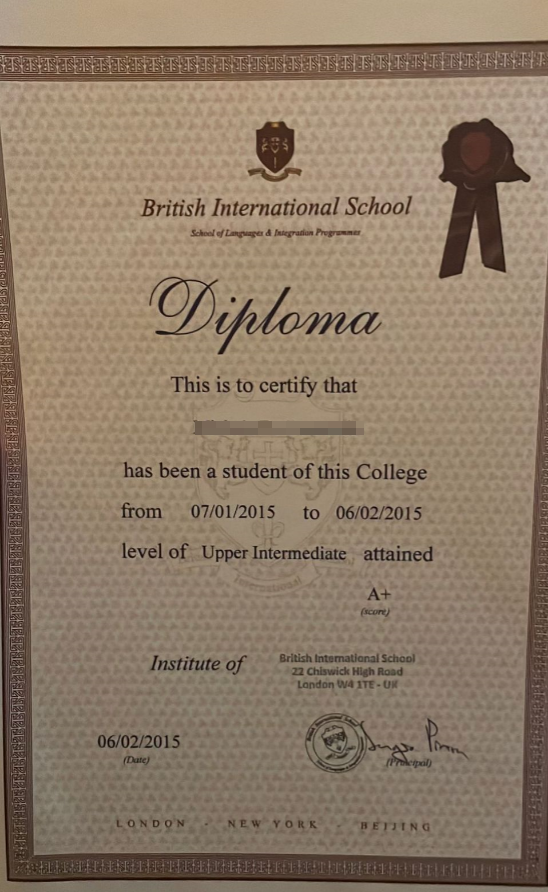 British International School
School of Languages & Integration Programmes
Diploma
This is to certify that
has been a student of this College
from 07/01/2015 to 06/02/2015
level of Upper Intermediate attained
A+
(score)
Institute of
British International School
22 Chiswick High Road
London W4 1TE - UK
06/02/2015
(Date)
(Principal)
LONDON - NEW YORK - BEIJING